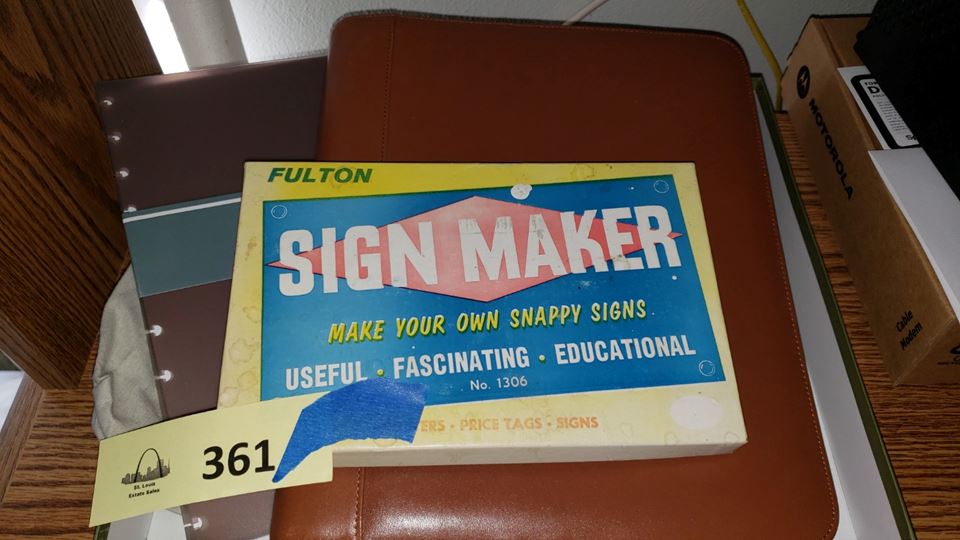 FULTON
SIGN MAKER
MAKE YOUR OWN SNAPPY SIGNS
USEFUL • FASCINATING • EDUCATIONAL
No. 1306
PRICE TAGS • SIGNS
361
St. Louis
Estate Sales
MOTOROLA
Cable
Modem